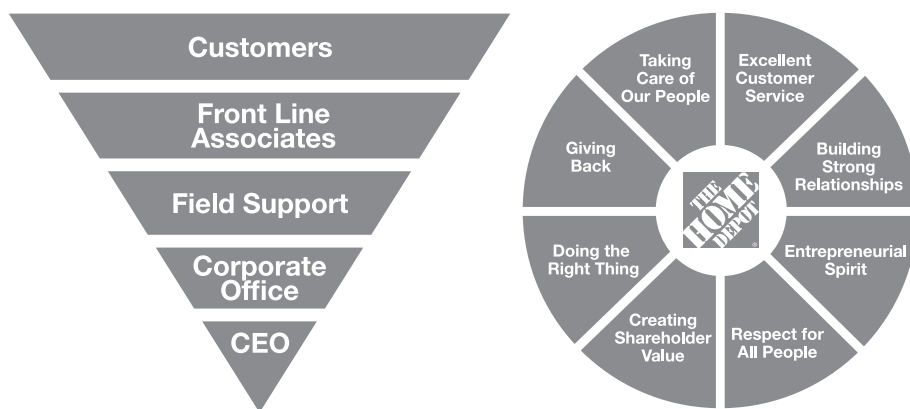 Customers
Front Line
Associates
Field Support
Corporate
Office
CEO
Taking
Care of
Our People
Excellent
Customer
Service
Building
Strong
Relationships
Entrepreneurial
Spirit
Respect for
All People
Creating
Shareholder
Value
Doing the
Right Thing
Giving
Back
THE
HOME
DEPOT
®